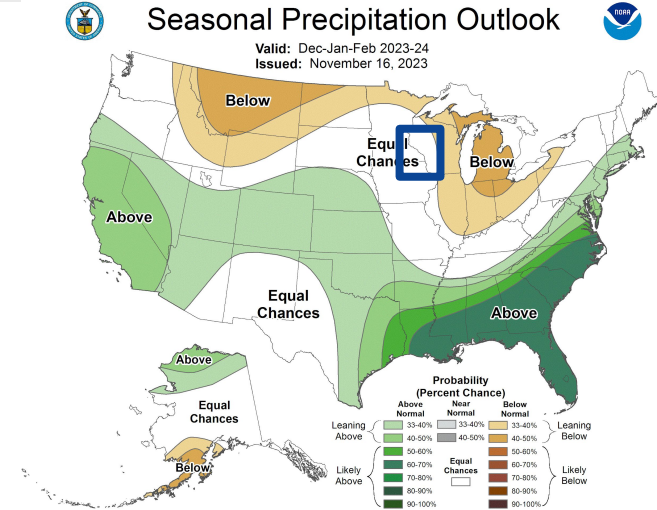 Seasonal Precipitation Outlook
NOAA
Valid: Dec-Jan-Feb 2023-24
Issued: November 16, 2023
Below
Equal
Chances
Below
Above
Equal
Chances
Above
Above
Equal
Chances
Below
Probability
(Percent Chance)
Above
Normal
Near
Normal
Below
Normal
Leaning
Above
33-40%
33-40%
33-40%
Leaning
Below
40-50%
40-50%
40-50%
Likely
Above
50-60%
60-70%
70-80%
80-90%
90-100%
Equal
Chances
50-60%
60-70%
70-80%
80-90%
90-100%
Likely
Below